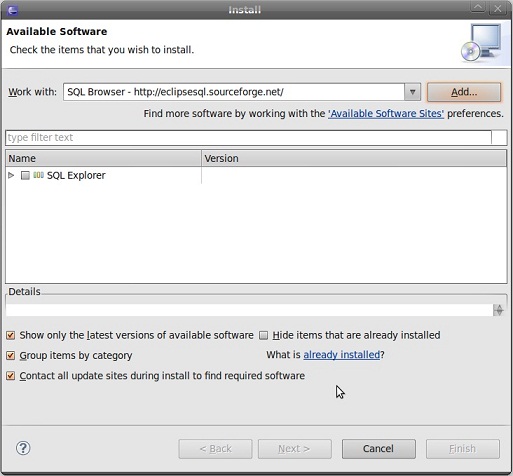 Install
Available Software
Check the items that you wish to install.
Work with: SQL Browser - http://eclipsesql.sourceforge.net/ Add...
Find more software by working with the 'Available Software Sites' preferences.
type filter text
Name Version
SQL Explorer
Details
Show only the latest versions of available software Hide items that are already installed
Group items by category What is already installed?
Contact all update sites during install to find required software
? < Back Next > Cancel Finish